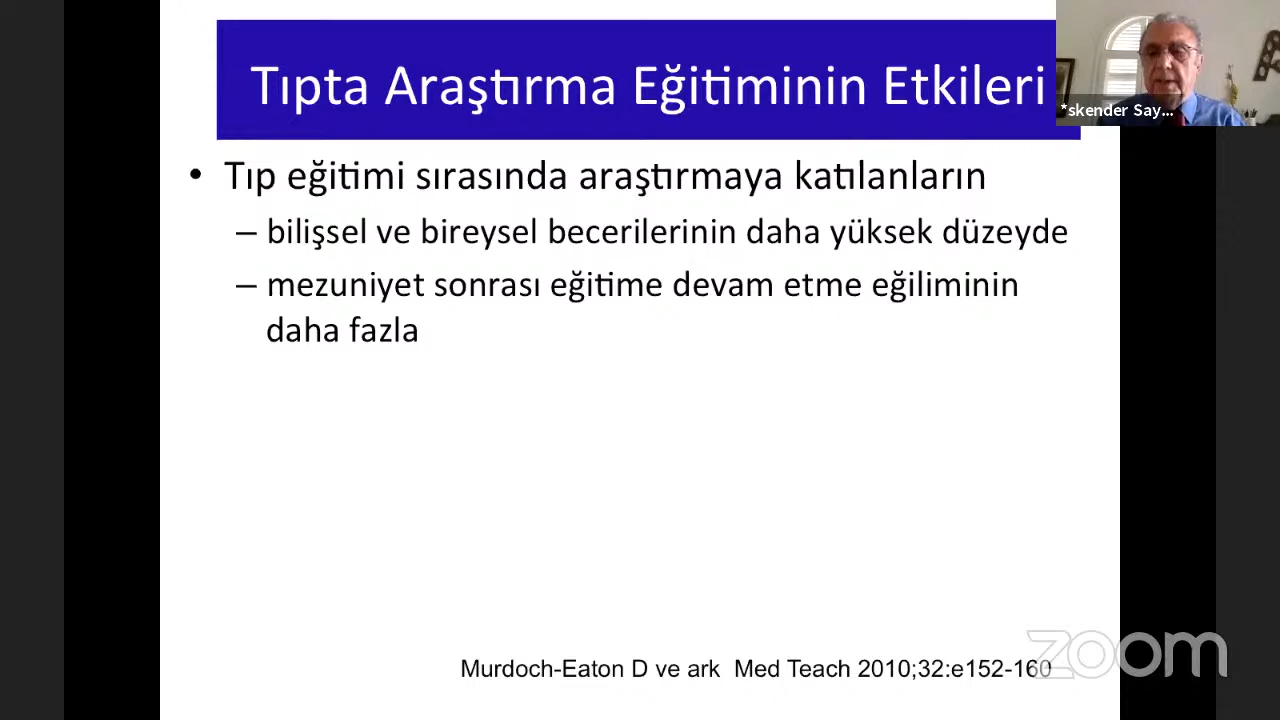 Tıpta Araştırma Eğitiminin Etkileri
*skender Say...
• Tıp eğitimi sırasında araştırmaya katılanların
– bilişsel ve bireysel becerilerinin daha yüksek düzeyde
– mezuniyet sonrası eğitime devam etme eğiliminin
daha fazla
Murdoch-Eaton D ve ark Med Teach 2010;32:e152-160
zoom